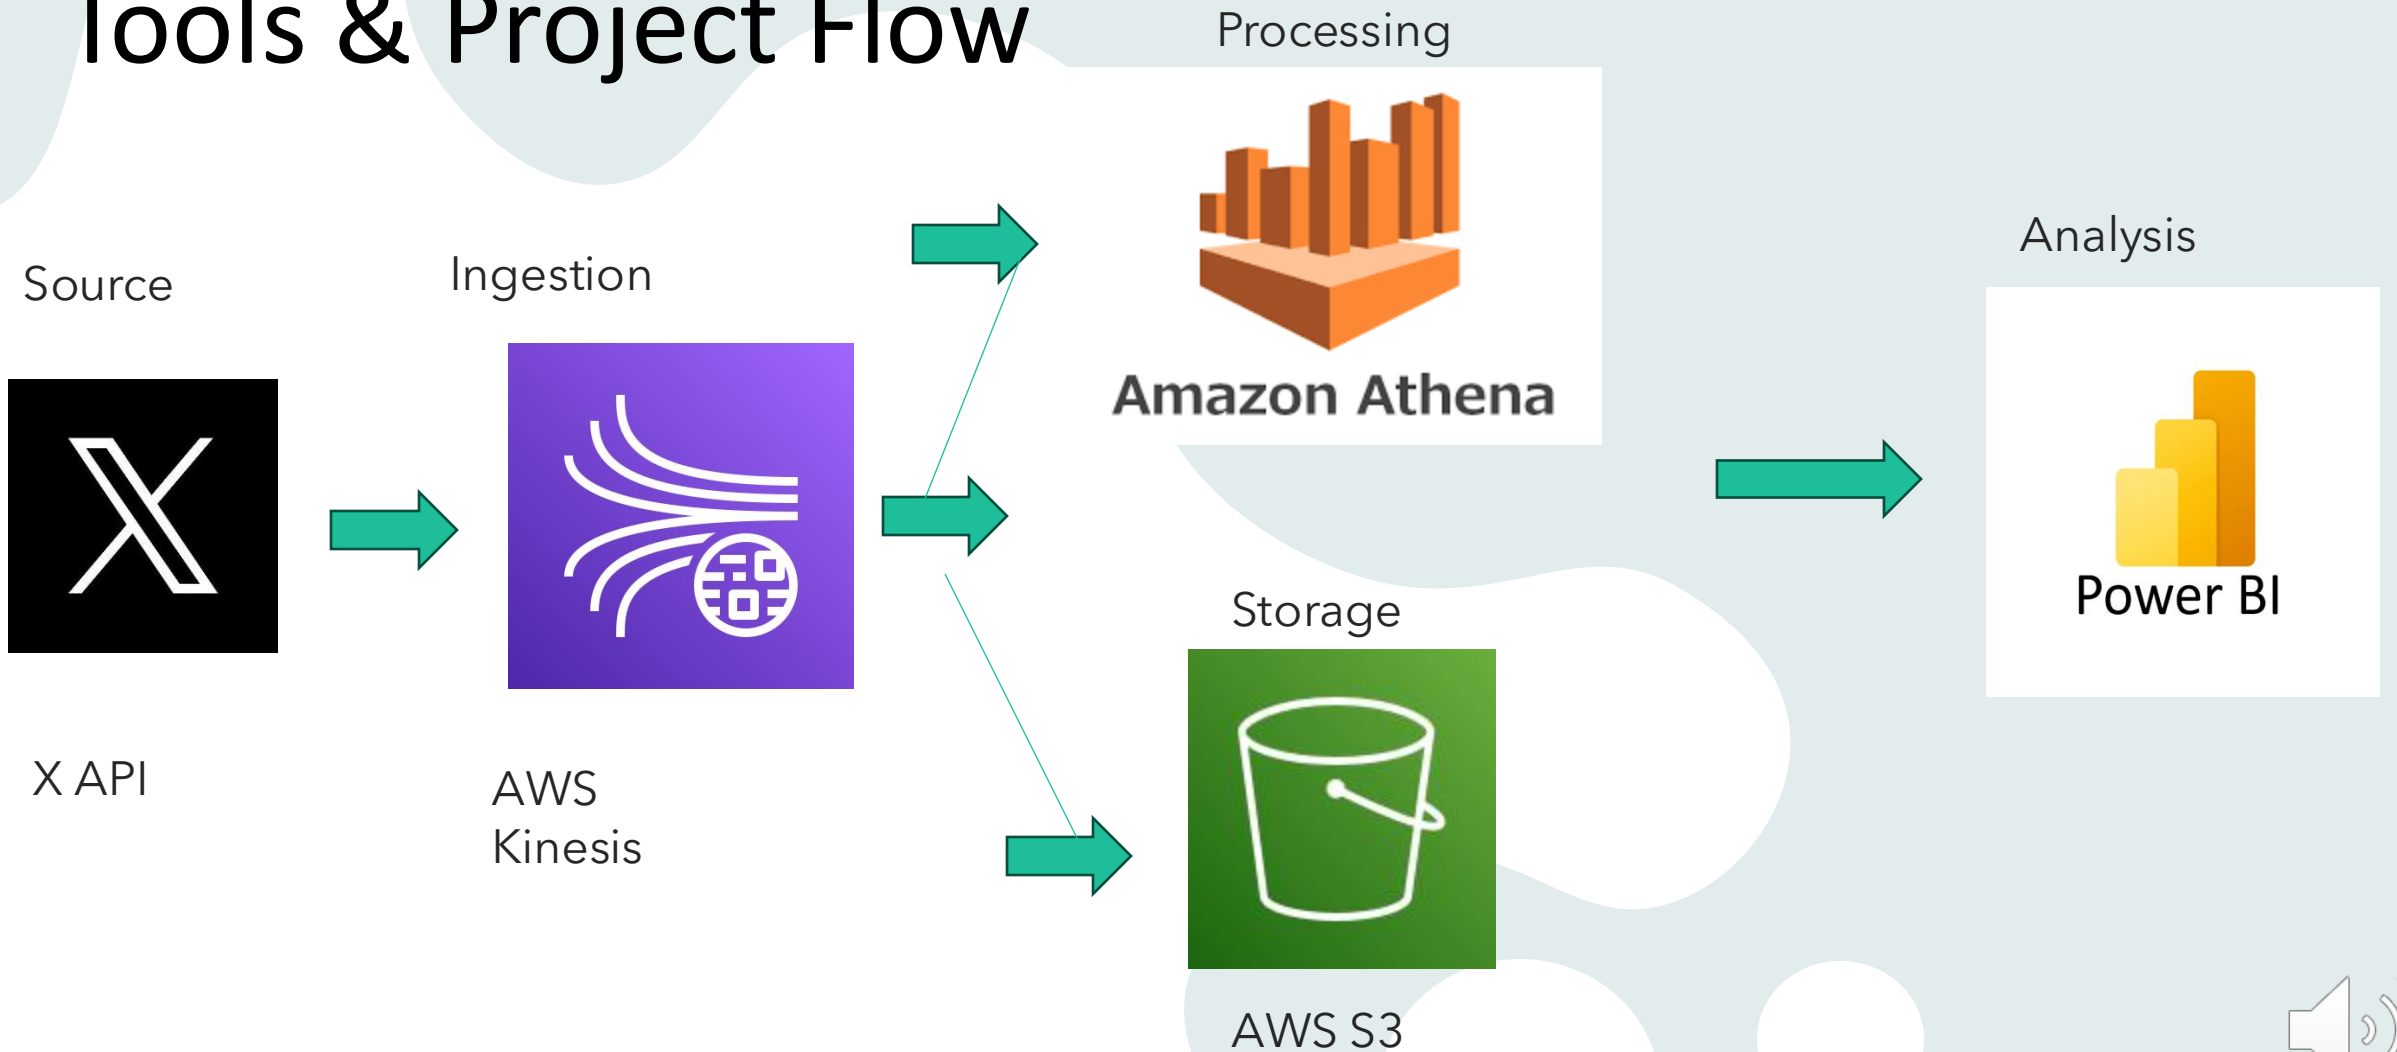 Tools & Project Flow
Processing
Amazon Athena
Analysis
Power BI
Source
X API
Ingestion
AWS
Kinesis
Storage
AWS S3